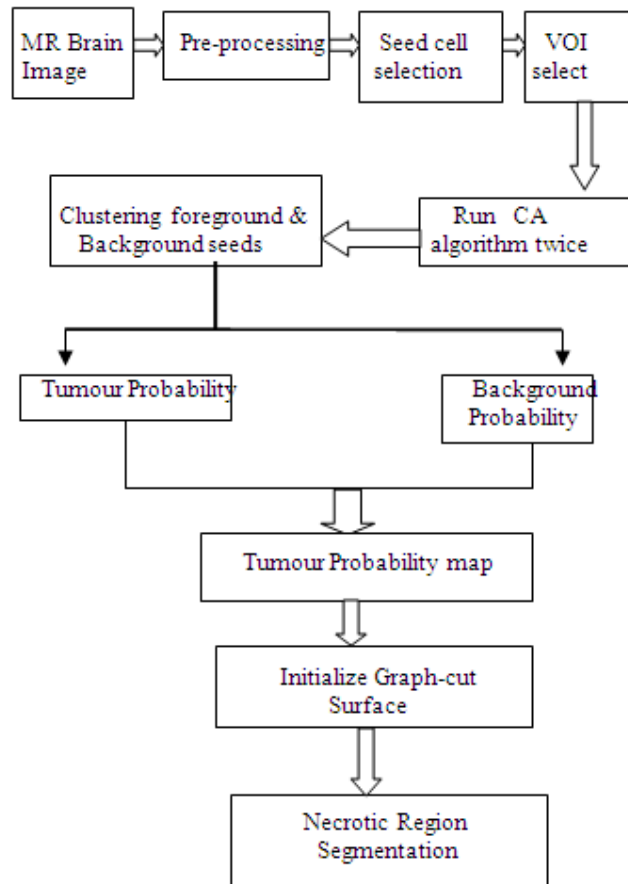 MR Brain
Image
Pre-processing
Seed cell
selection
VOI
select
Run CA
algorithm twice
Clustering foreground &
Background seeds
Tumour Probability
Background
Probability
Tumour Probability map
Initialize Graph-cut
Surface
Necrotic Region
Segmentation